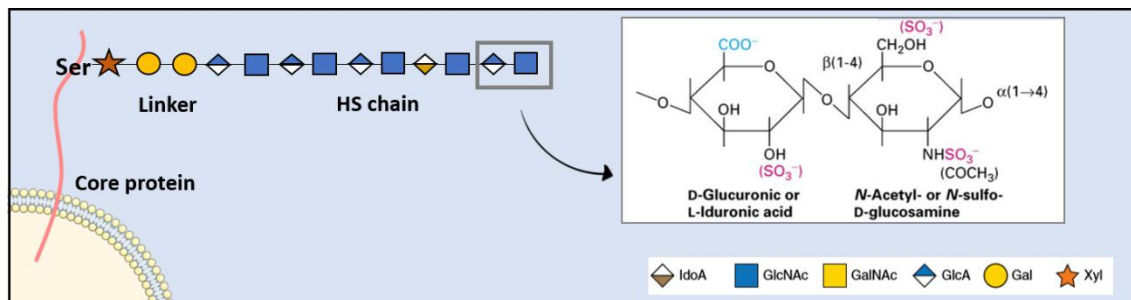 Ser
Linker
HS chain
Core protein
(SO₃⁻)
COO⁻
CH₂OH
O
O
β(1-4)
O
OH
O
OH
O
α(1→4)
OH
(SO₃⁻)
NHSO₃⁻
(COCH₃)
D-Glucuronic or
L-Iduronic acid
N-Acetyl- or N-sulfo-
D-glucosamine
IdoA
GlcNAc
GalNAc
GlcA
Gal
Xyl